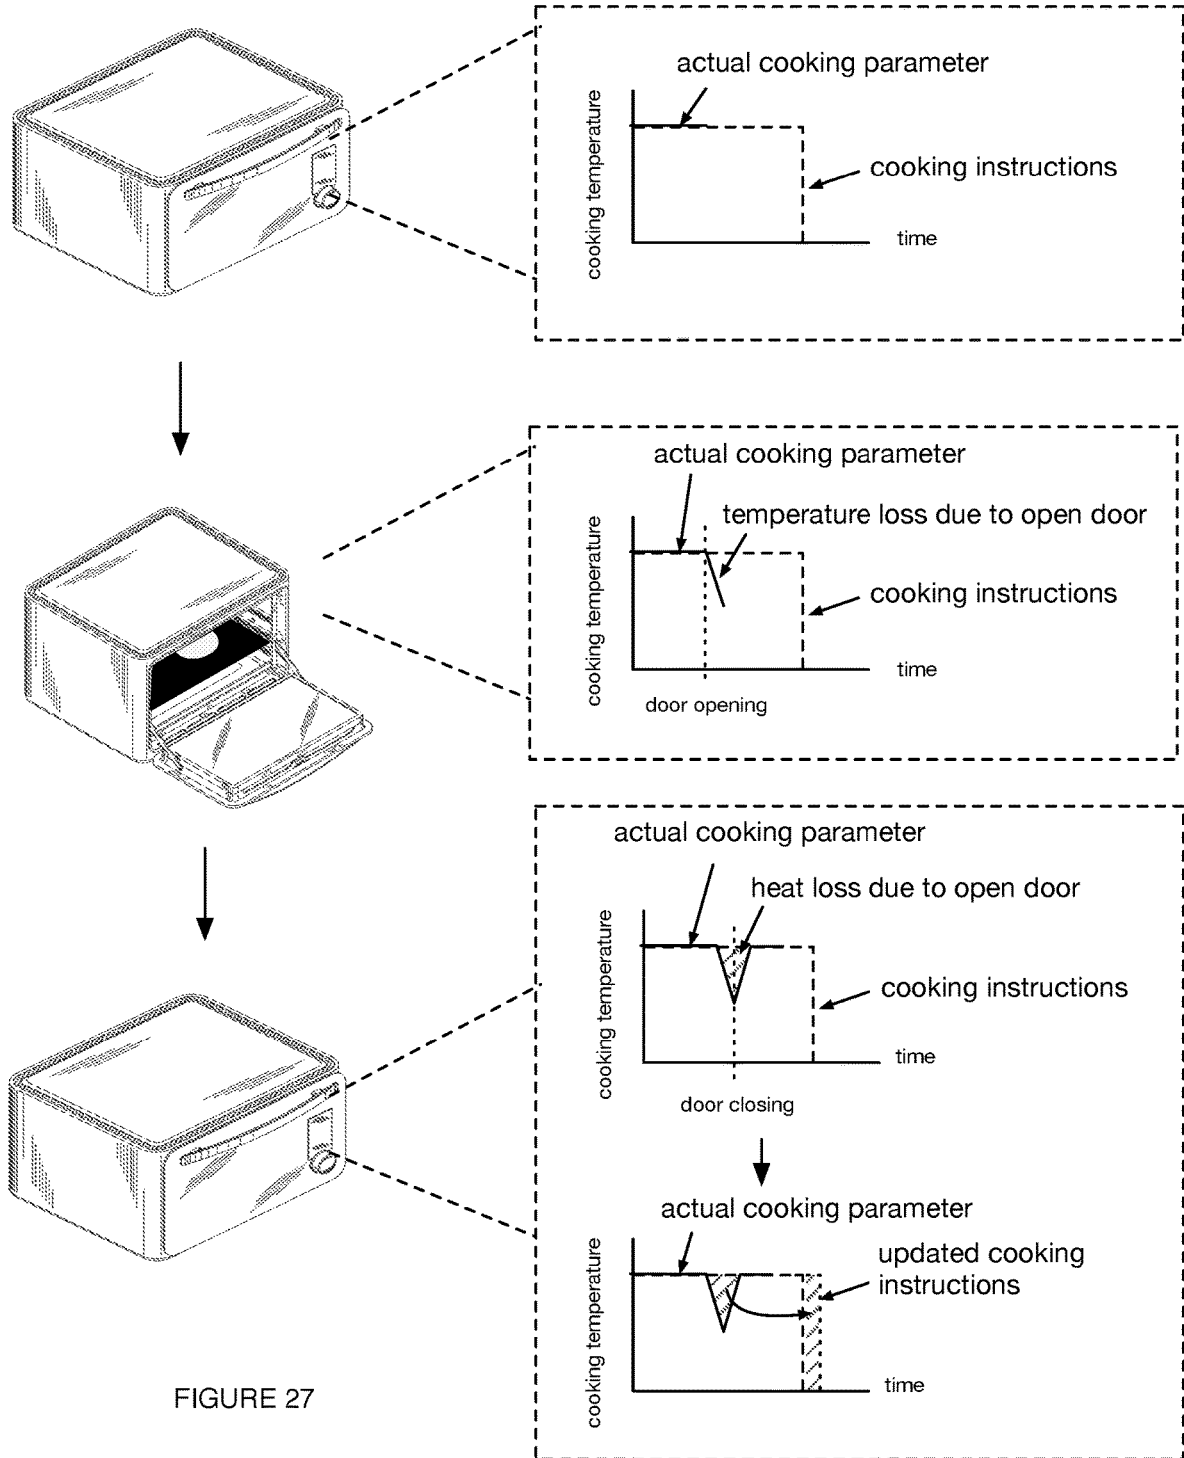 actual cooking parameter
cooking temperature
cooking instructions
time
actual cooking parameter
temperature loss due to open door
cooking temperature
cooking instructions
time
door opening
actual cooking parameter
heat loss due to open door
cooking temperature
cooking instructions
time
door closing
actual cooking parameter
updated cooking
instructions
cooking temperature
time
FIGURE 27